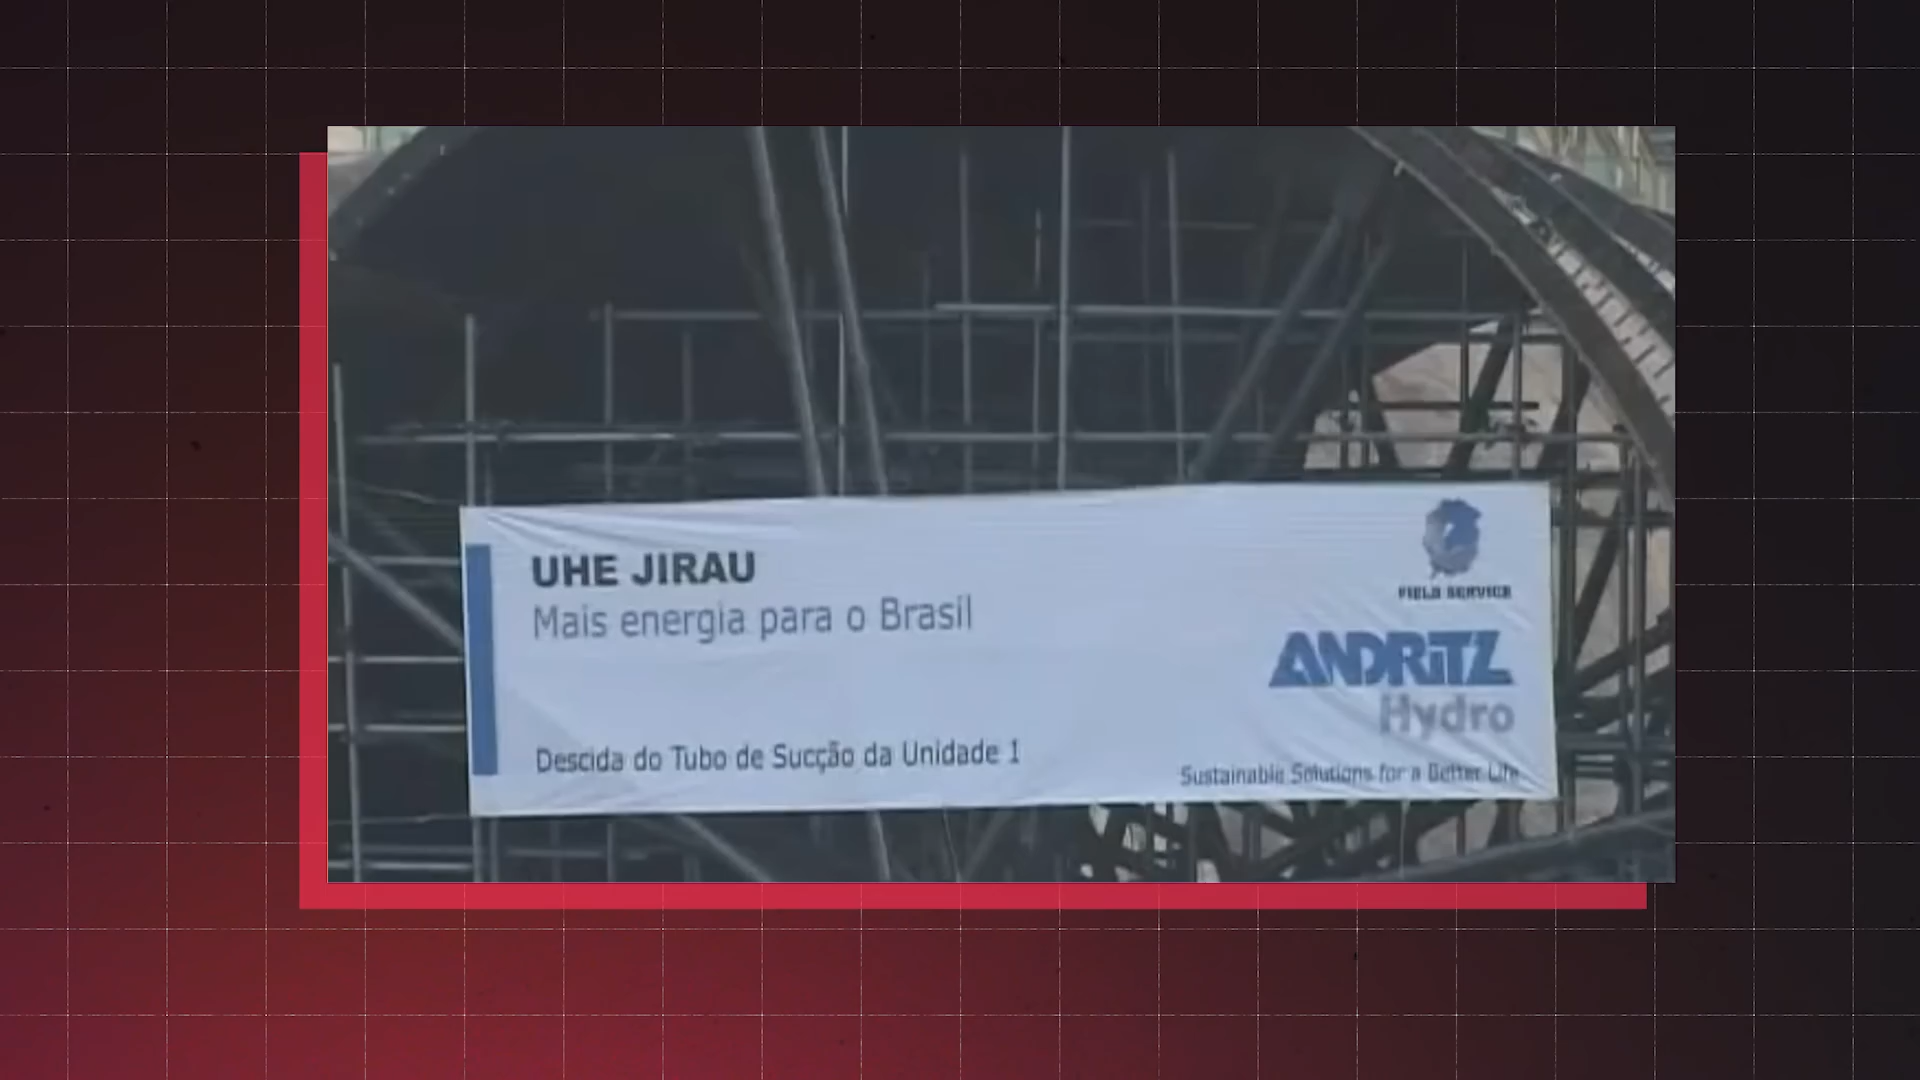 UHE JIRAU
Mais energia para o Brasil
Descida do Tubo de Sucção da Unidade 1
FIELD SERVICE
ANDRITZ
Hydro
Sustainable Solutions for a Better Life